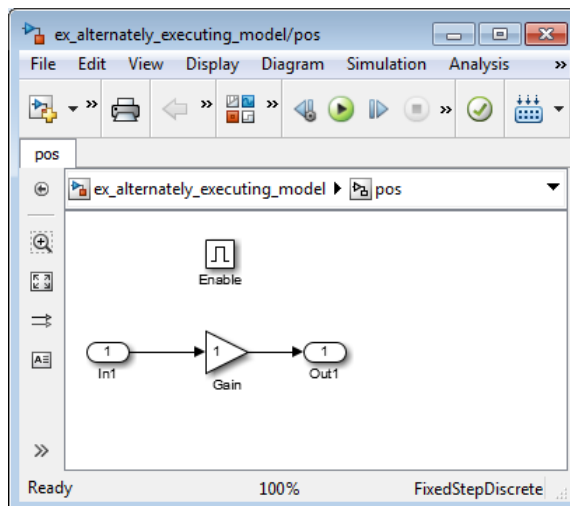 ex_alternately_executing_model/pos
File Edit View Display Diagram Simulation Analysis »
» » » »
pos
ex_alternately_executing_model pos
Enable
1 1 1
In1 Gain Out1
A
»
Ready 100% FixedStepDiscrete